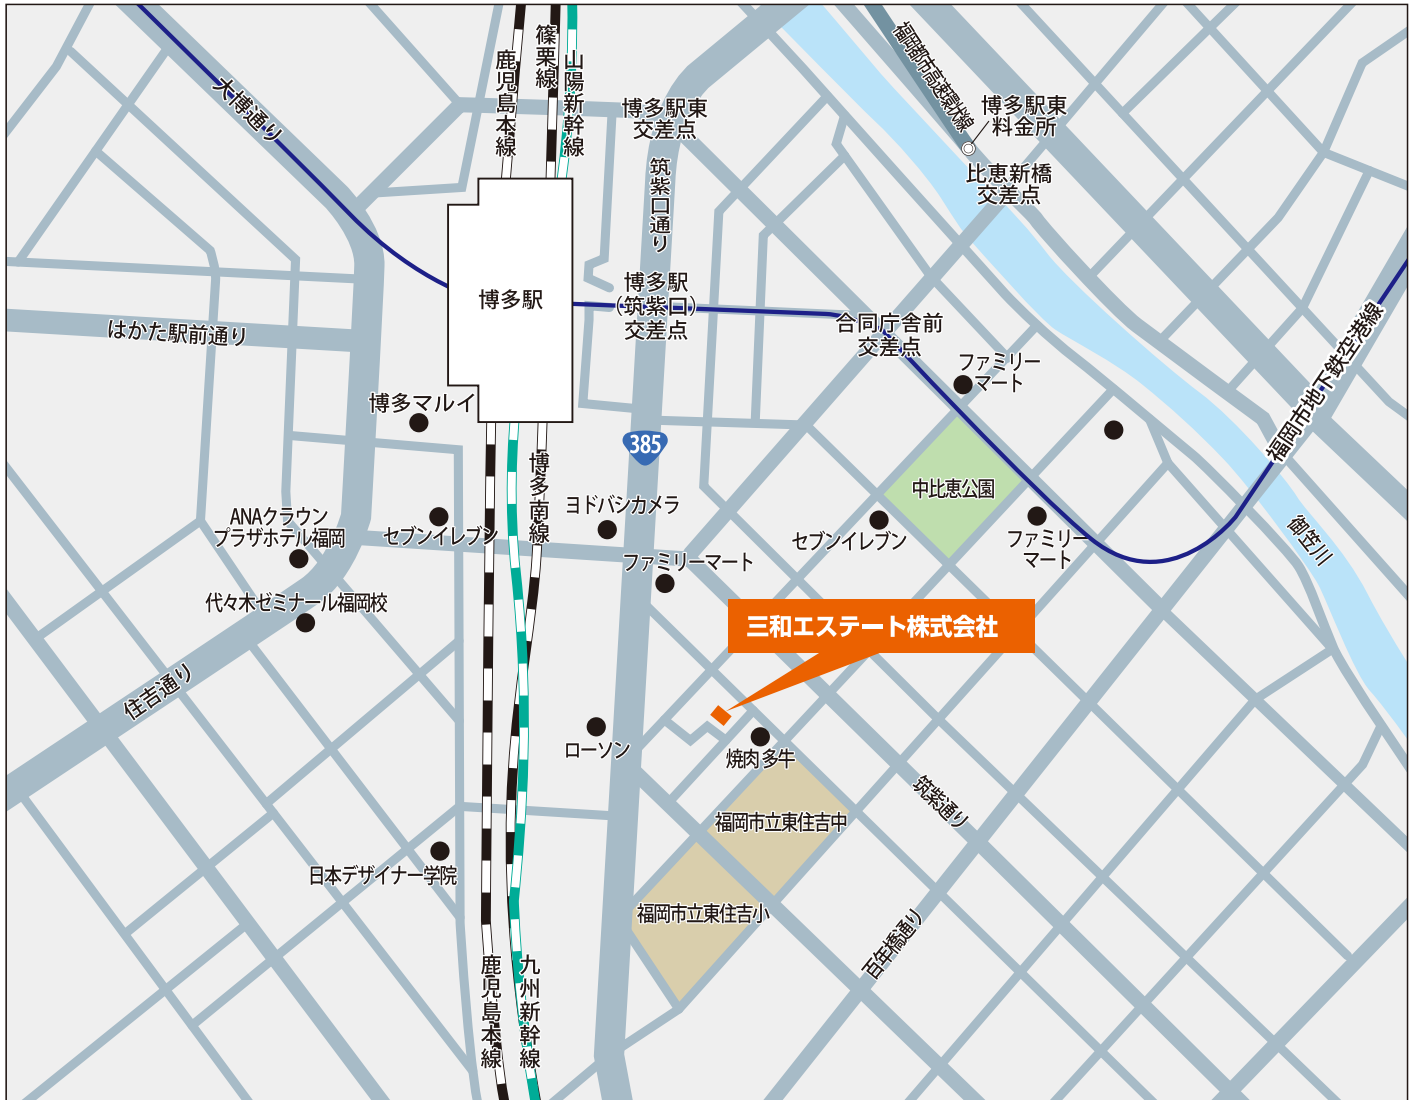 大博通り
鹿児島本線
篠栗線
山陽新幹線
福岡都市高速環状線
博多駅東
交差点
博多駅東
料金所
比恵新橋
交差点
筑紫口通り
博多駅
博多駅
(筑紫口)
交差点
はかた駅前通り
合同庁舎前
交差点
ファミリー
マート
福岡市地下鉄空港線
博多マルイ
385
博多南線
中比恵公園
ヨドバシカメラ
ANAクラウン
プラザホテル福岡
セブンイレブン
セブンイレブン
ファミリー
マート
御笠川
ファミリーマート
代々木ゼミナール福岡校
三和エステート株式会社
住吉通り
ローソン
焼肉 多牛
筑紫通り
福岡市立東住吉中
日本デザイナー学院
福岡市立東住吉小
百年橋通り
鹿児島本線
九州新幹線